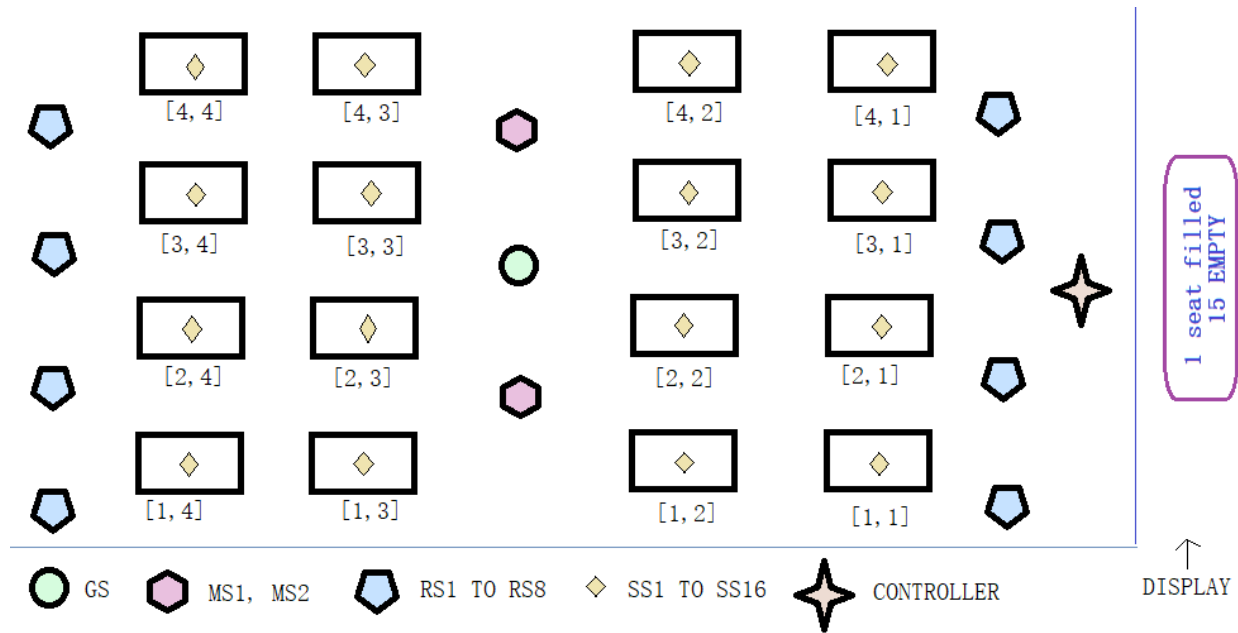 [4,4] [4,3] [4,2] [4,1]
[3,4] [3,3] [3,2] [3,1]
[2,4] [2,3] [2,2] [2,1]
[1,4] [1,3] [1,2] [1,1]
1 seat filled
15 EMPTY
GS MS1, MS2 RS1 TO RS8 SS1 TO SS16 CONTROLLER
DISPLAY